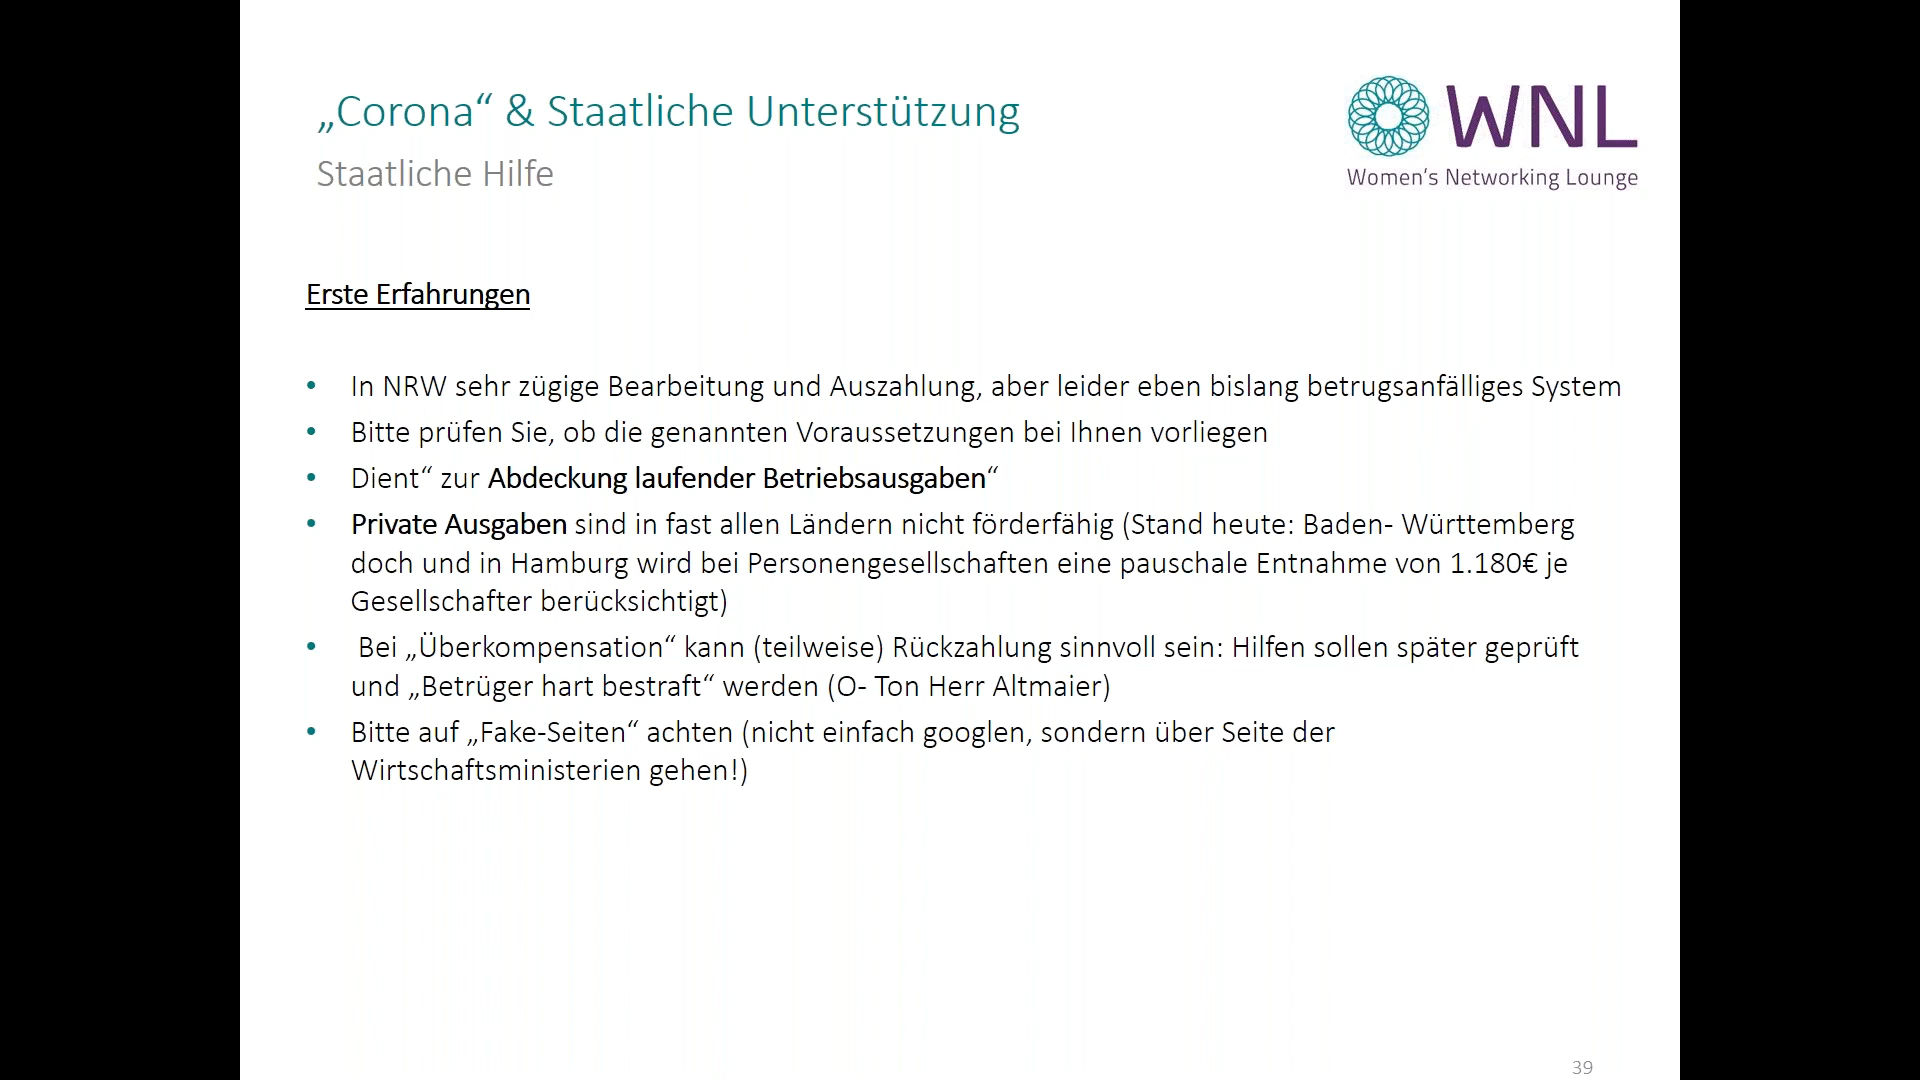 „Corona“ & Staatliche Unterstützung
Staatliche Hilfe
WNL
Women's Networking Lounge
Erste Erfahrungen
• In NRW sehr zügige Bearbeitung und Auszahlung, aber leider eben bislang betrugsanfälliges System
• Bitte prüfen Sie, ob die genannten Voraussetzungen bei Ihnen vorliegen
• Dient“ zur Abdeckung laufender Betriebsausgaben“
• Private Ausgaben sind in fast allen Ländern nicht förderfähig (Stand heute: Baden- Württemberg
doch und in Hamburg wird bei Personengesellschaften eine pauschale Entnahme von 1.180€ je
Gesellschafter berücksichtigt)
• Bei „Überkompensation“ kann (teilweise) Rückzahlung sinnvoll sein: Hilfen sollen später geprüft
und „Betrüger hart bestraft“ werden (O- Ton Herr Altmaier)
• Bitte auf „Fake-Seiten“ achten (nicht einfach googlen, sondern über Seite der
Wirtschaftsministerien gehen!)
39